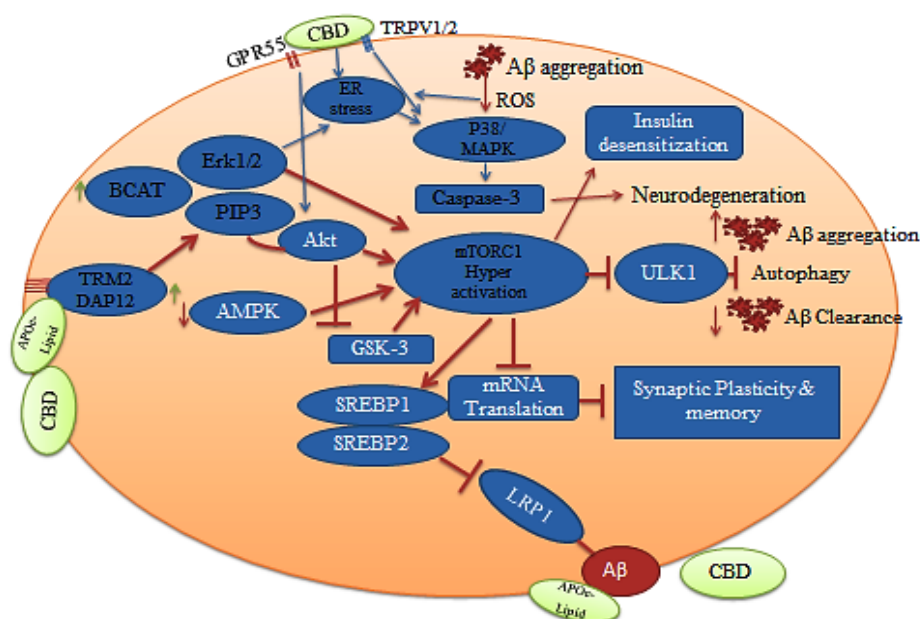 CBD
TRPV1/2
GPR55
Aβ aggregation
ER
stress
ROS
P38/
MAPK
Insulin
desensitization
Erk1/2
BCAT
Caspase-3
Neurodegeneration
PIP3
Akt
mTORC1
Hyper
activation
ULK1
Aβ aggregation
Autophagy
TRM2
DAP12
AMPK
Aβ Clearance
APOe-
Lipid
GSK-3
CBD
SREBP1
mRNA
Translation
Synaptic Plasticity &
memory
SREBP2
LRP1
Aβ
CBD
APOe-
Lipid